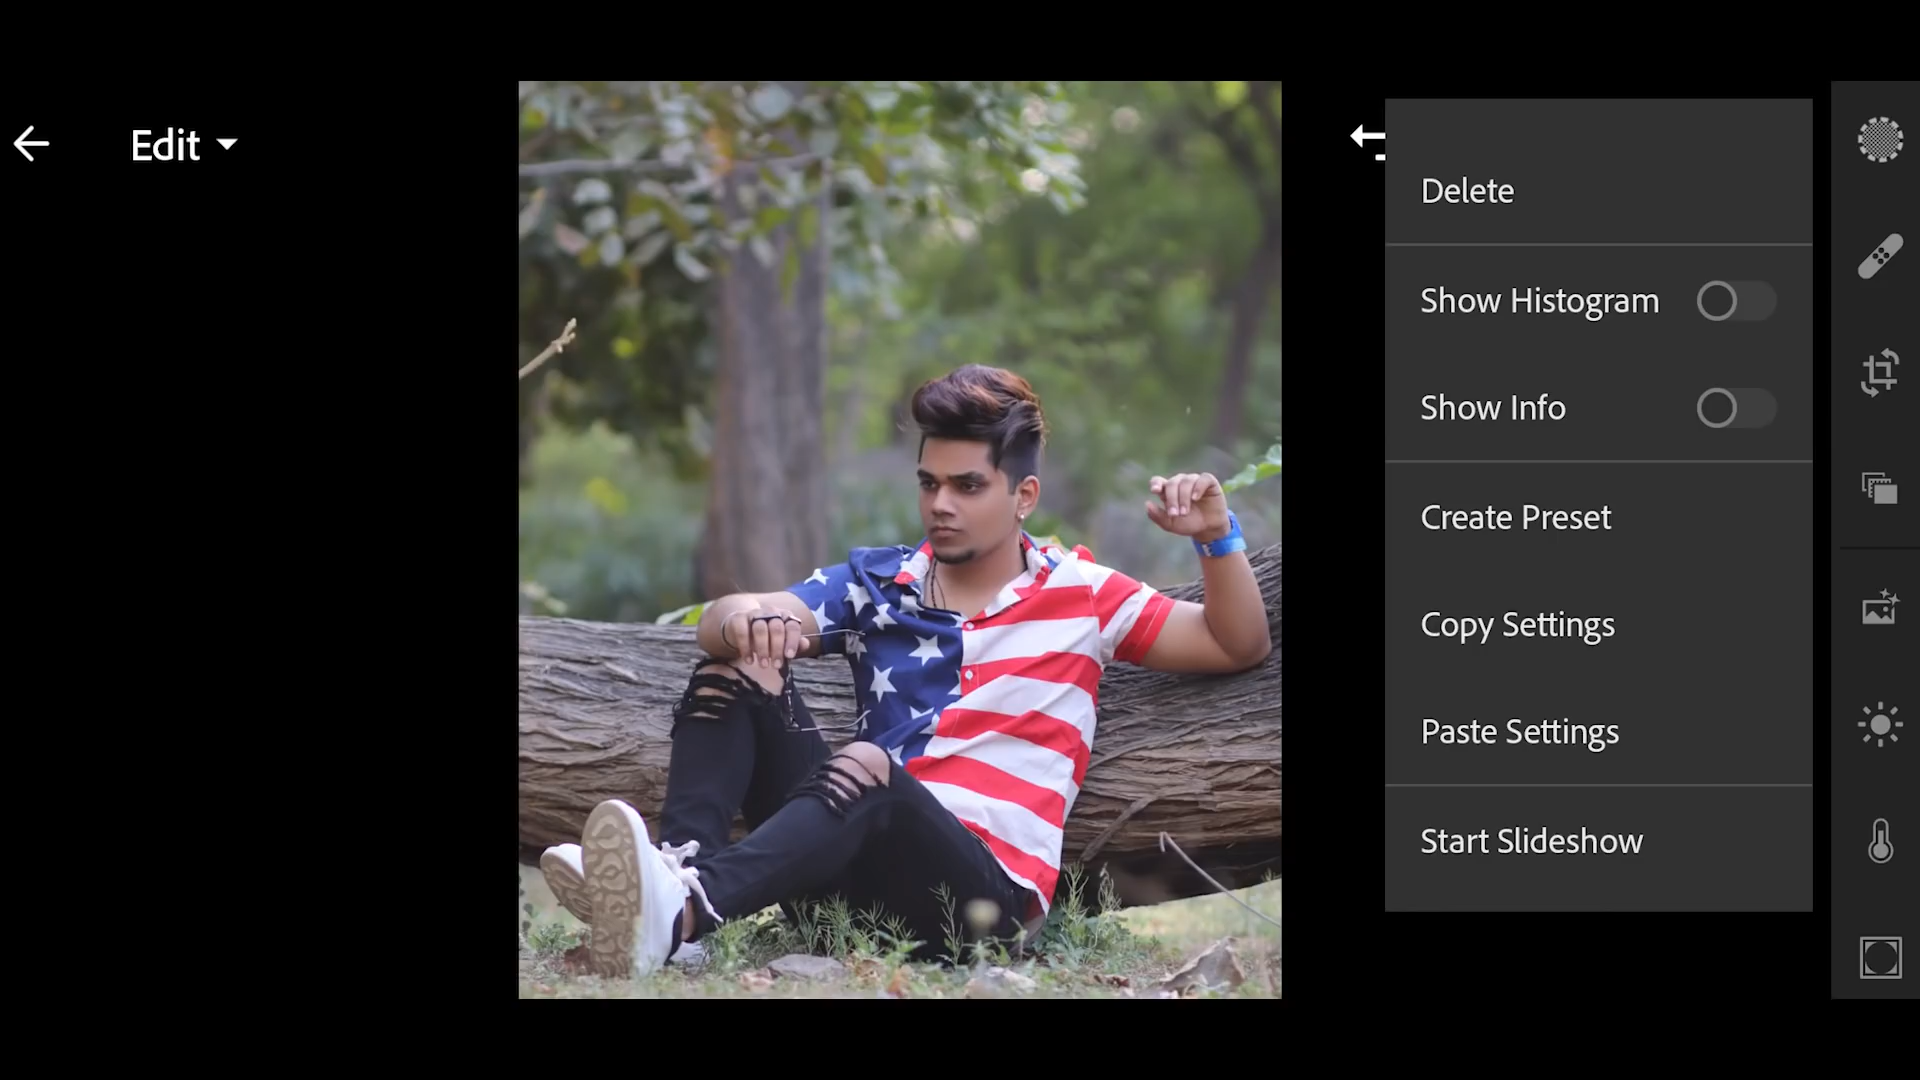 Edit
Delete
Show Histogram
Show Info
Create Preset
Copy Settings
Paste Settings
Start Slideshow